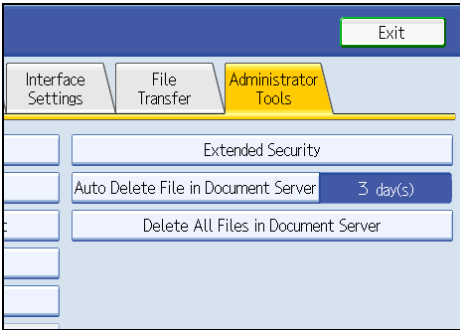 Exit
Interface
Settings
File
Transfer
Administrator
Tools
Extended Security
Auto Delete File in Document Server
3 day(s)
Delete All Files in Document Server